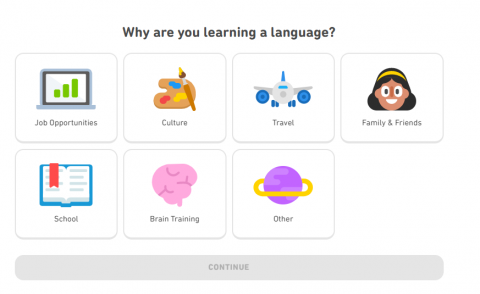 Why are you learning a language?
Job Opportunities
Culture
Travel
Family & Friends
School
Brain Training
Other
CONTINUE